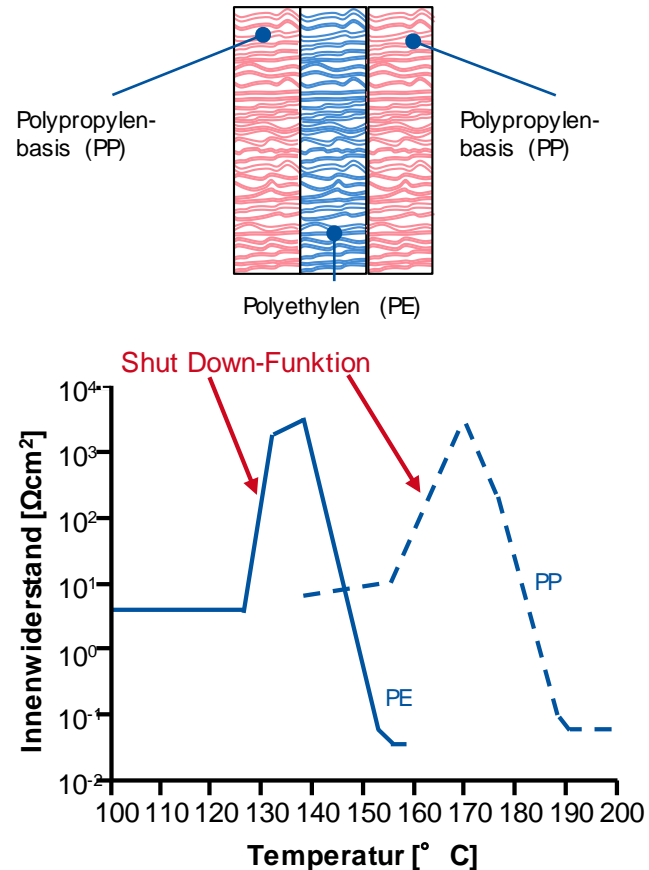 Polypropylen-
basis (PP)
Polypropylen-
basis (PP)
Polyethylen (PE)
Shut Down-Funktion
Innenwiderstand [Ωcm²]
10⁴
10³
10²
10¹
10⁰
10⁻¹
10⁻²
PP
PE
100 110 120 130 140 150 160 170 180 190 200
Temperatur [° C]